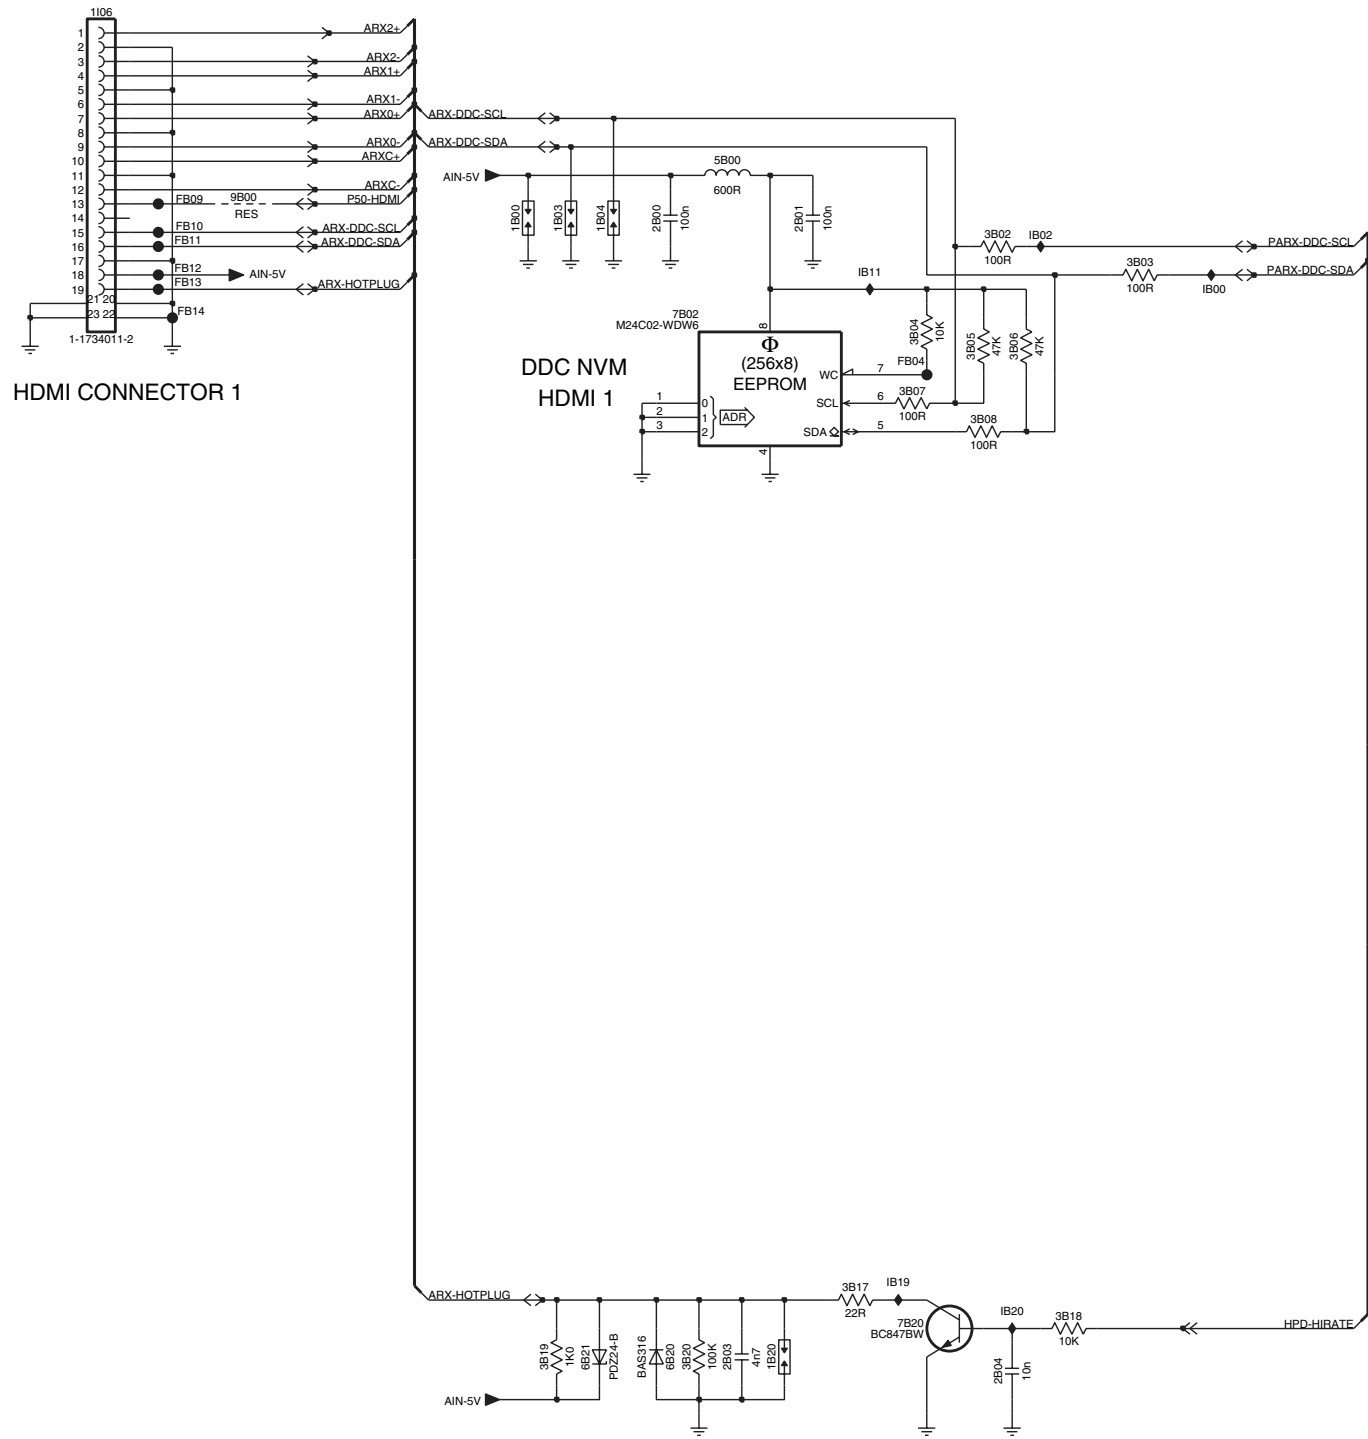 1I06
1 ARX2+
2
3 ARX2-
4 ARX1+
5
6 ARX1-
7 ARX0+
8
9 ARX0-
10 ARXC+
11
12 ARXC-
13 FB09 9B00 RES P50-HDMI
14
15 FB10 ARX-DDC-SCL
16 FB11 ARX-DDC-SDA
17
18 FB12 AIN-5V
19 FB13 ARX-HOTPLUG
21 20
23 22 FB14
1-1734011-2
HDMI CONNECTOR 1
ARX-DDC-SCL
ARX-DDC-SDA
AIN-5V
5B00
600R
1B00
1B03
1B04
2B00
100n
2B01
100n
3B02
100R
IB02
PARX-DDC-SCL
3B03
100R
IB00
PARX-DDC-SDA
IB11
7B02
M24C02-WDW6
DDC NVM
HDMI 1
8
Φ
(256x8)
EEPROM
WC
7
FB04
3B04
10K
3B05
47K
3B06
47K
SCL
6
3B07
100R
SDA
5
3B08
100R
1 0
2 1
3 2
ADR
4
ARX-HOTPLUG
3B19
1K0
6B21
PDZ24-B
BAS316
6B20
3B20
100K
2B03
4n7
1B20
AIN-5V
3B17
22R
IB19
7B20
BC847BW
IB20
3B18
10K
2B04
10n
HPD-HIRATE